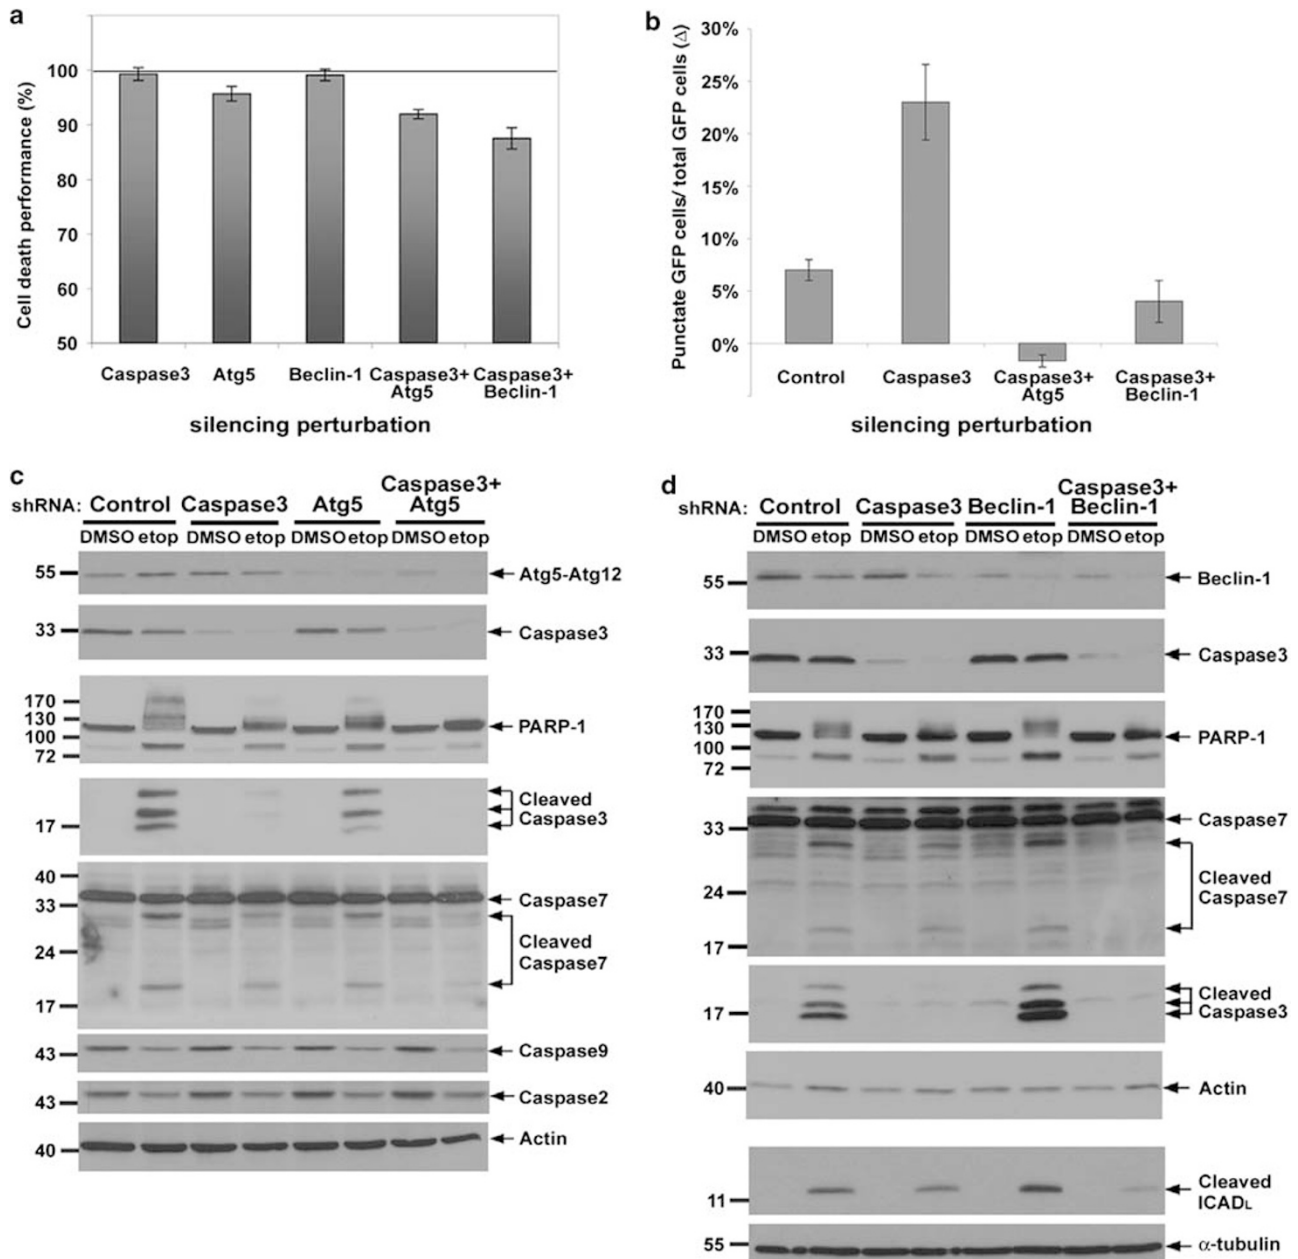 a
Cell death performance (%)
100
90
80
70
60
50
Caspase3 Atg5 Beclin-1 Caspase3+ Atg5 Caspase3+ Beclin-1
silencing perturbation
b
Punctate GFP cells/ total GFP cells (Δ)
30%
25%
20%
15%
10%
5%
0%
Control Caspase3 Caspase3+ Atg5 Caspase3+ Beclin-1
silencing perturbation
c
shRNA: Control Caspase3 Atg5 Caspase3+ Atg5
DMSO etop DMSO etop DMSO etop DMSO etop
55 Atg5-Atg12
33 Caspase3
170
130
100
72
PARP-1
17
Cleaved
Caspase3
40
33
24
17
Caspase7
Cleaved
Caspase7
43 Caspase9
43 Caspase2
40 Actin
d
shRNA: Control Caspase3 Beclin-1 Caspase3+ Beclin-1
DMSO etop DMSO etop DMSO etop DMSO etop
55 Beclin-1
33 Caspase3
170
130
100
72
PARP-1
33
24
17
Caspase7
Cleaved
Caspase7
17
Cleaved
Caspase3
40 Actin
11
Cleaved
ICADL
55 α-tubulin